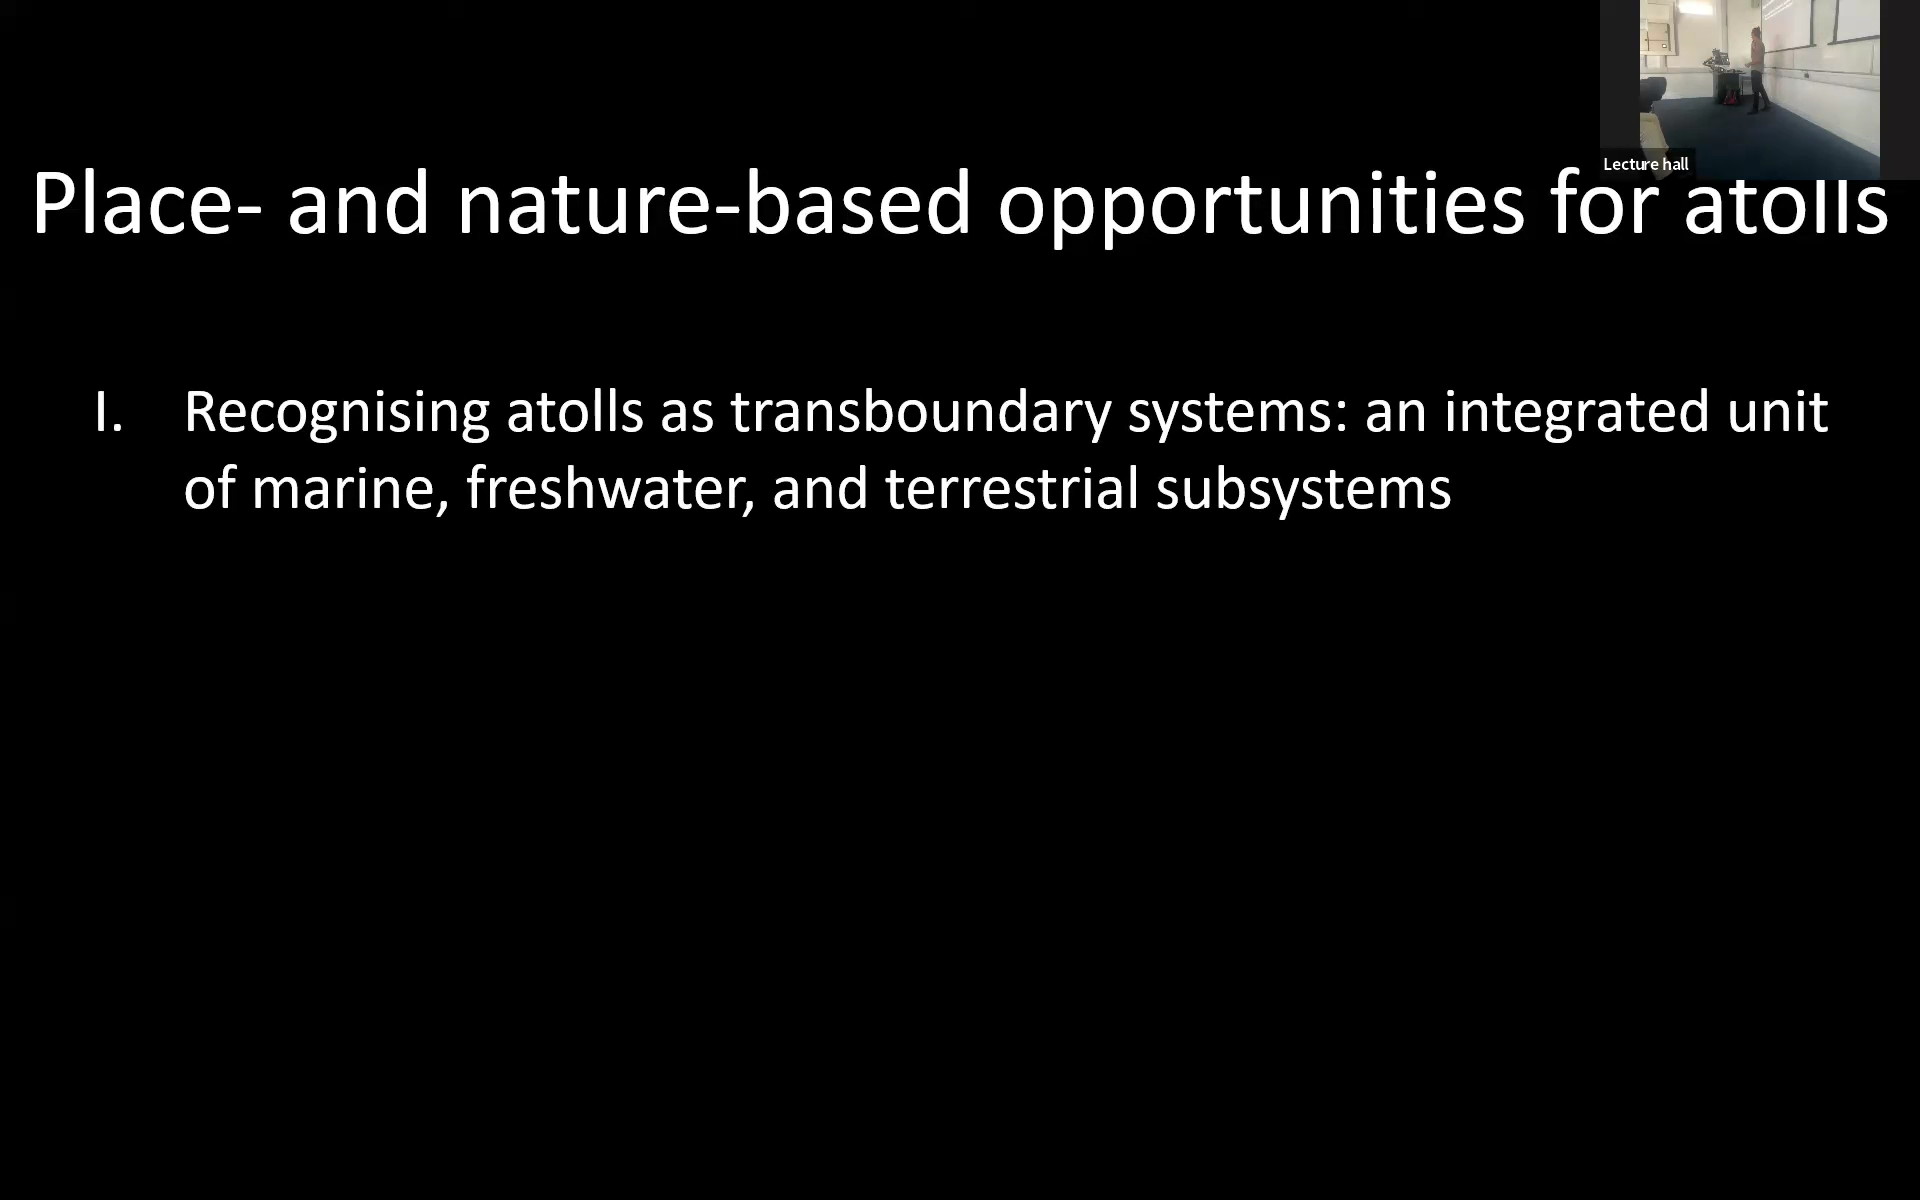 Lecture hall
Place- and nature-based opportunities for atolls
I. Recognising atolls as transboundary systems: an integrated unit
of marine, freshwater, and terrestrial subsystems